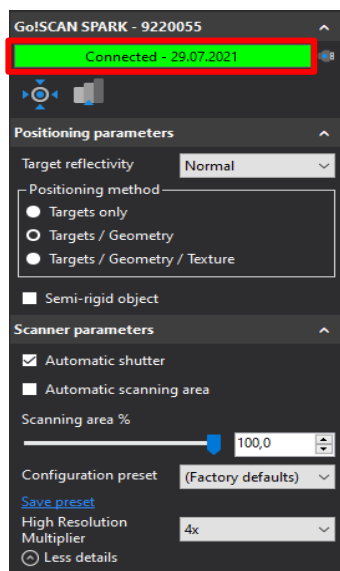 Go!SCAN SPARK - 9220055
Connected - 29.07.2021
Positioning parameters
Target reflectivity Normal
Positioning method
Targets only
Targets / Geometry
Targets / Geometry / Texture
Semi-rigid object
Scanner parameters
Automatic shutter
Automatic scanning area
Scanning area %
100,0
Configuration preset (Factory defaults)
Save preset
High Resolution
Multiplier 4x
Less details